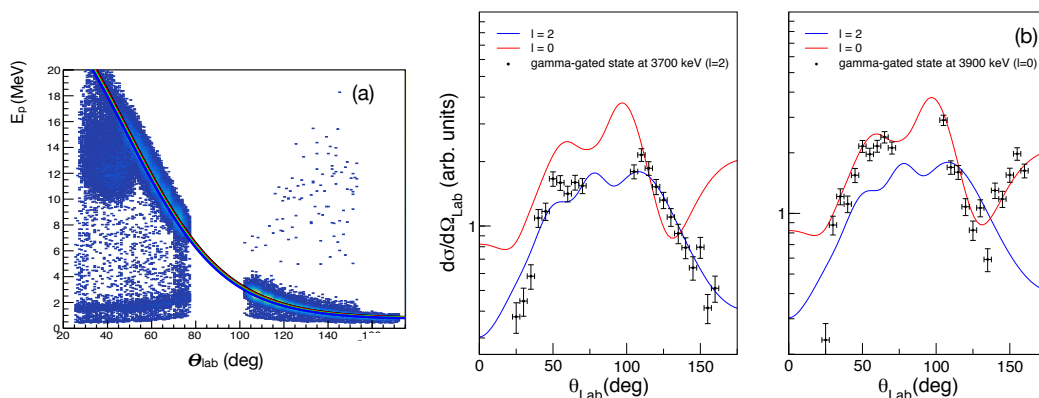 (a)
E_p (MeV)
20
18
16
14
12
10
8
6
4
2
0
20 40 60 80 100 120 140 160
Θlab (deg)
l = 2
l = 0
gamma-gated state at 3700 keV (l=2)
dσ/dΩ_Lab (arb. units)
1
0 50 100 150
θ_Lab(deg)
(b)
l = 2
l = 0
gamma-gated state at 3900 keV (l=0)
1
0 50 100 150
θ_Lab(deg)